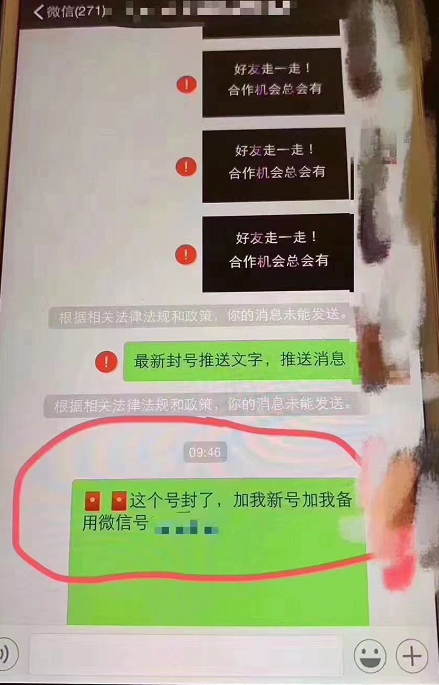 微信(271)
好友走一走！
合作机会总会有
好友走一走！
合作机会总会有
好友走一走！
合作机会总会有
根据相关法律法规和政策，你的消息未能发送。
最新封号推送文字，推送消息
根据相关法律法规和政策，你的消息未能发送。
09:46
这个号封了，加我新号加我备
用微信号